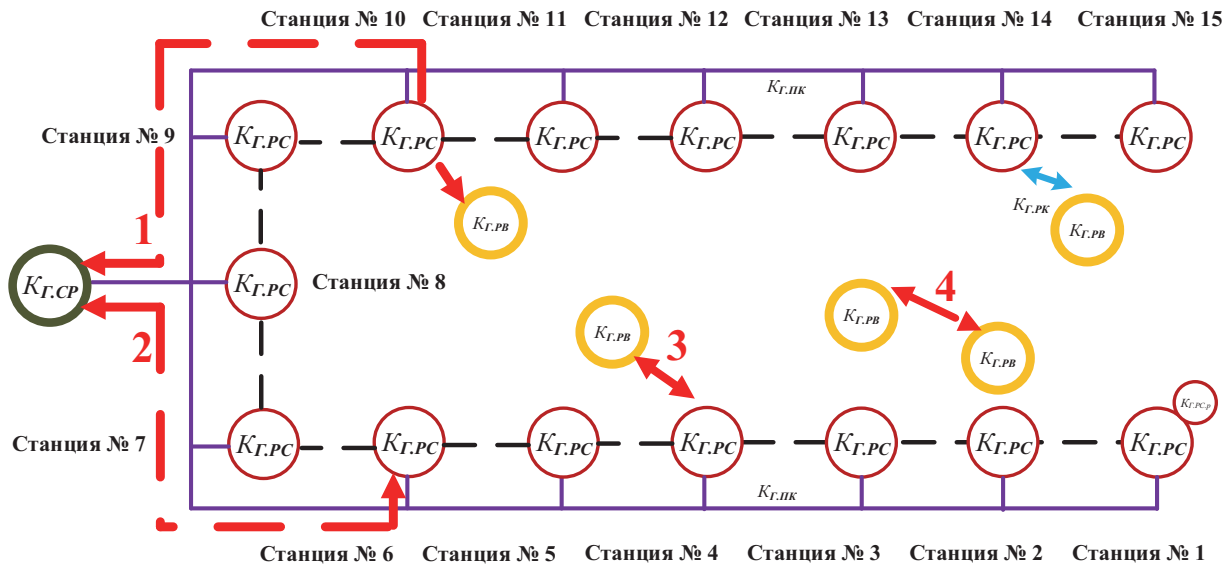 Станция № 10
Станция № 11
Станция № 12
Станция № 13
Станция № 14
Станция № 15
KГ.ПК
Станция № 9
KГ.РС
KГ.РС
KГ.РС
KГ.РС
KГ.РС
KГ.РС
KГ.РС
KГ.РК
KГ.РВ
KГ.РВ
1
KГ.СР
KГ.РС
Станция № 8
2
KГ.РВ
3
KГ.РВ
4
KГ.РВ
KГ.РС.р
Станция № 7
KГ.РС
KГ.РС
KГ.РС
KГ.РС
KГ.РС
KГ.РС
KГ.РС
KГ.ПК
Станция № 6
Станция № 5
Станция № 4
Станция № 3
Станция № 2
Станция № 1